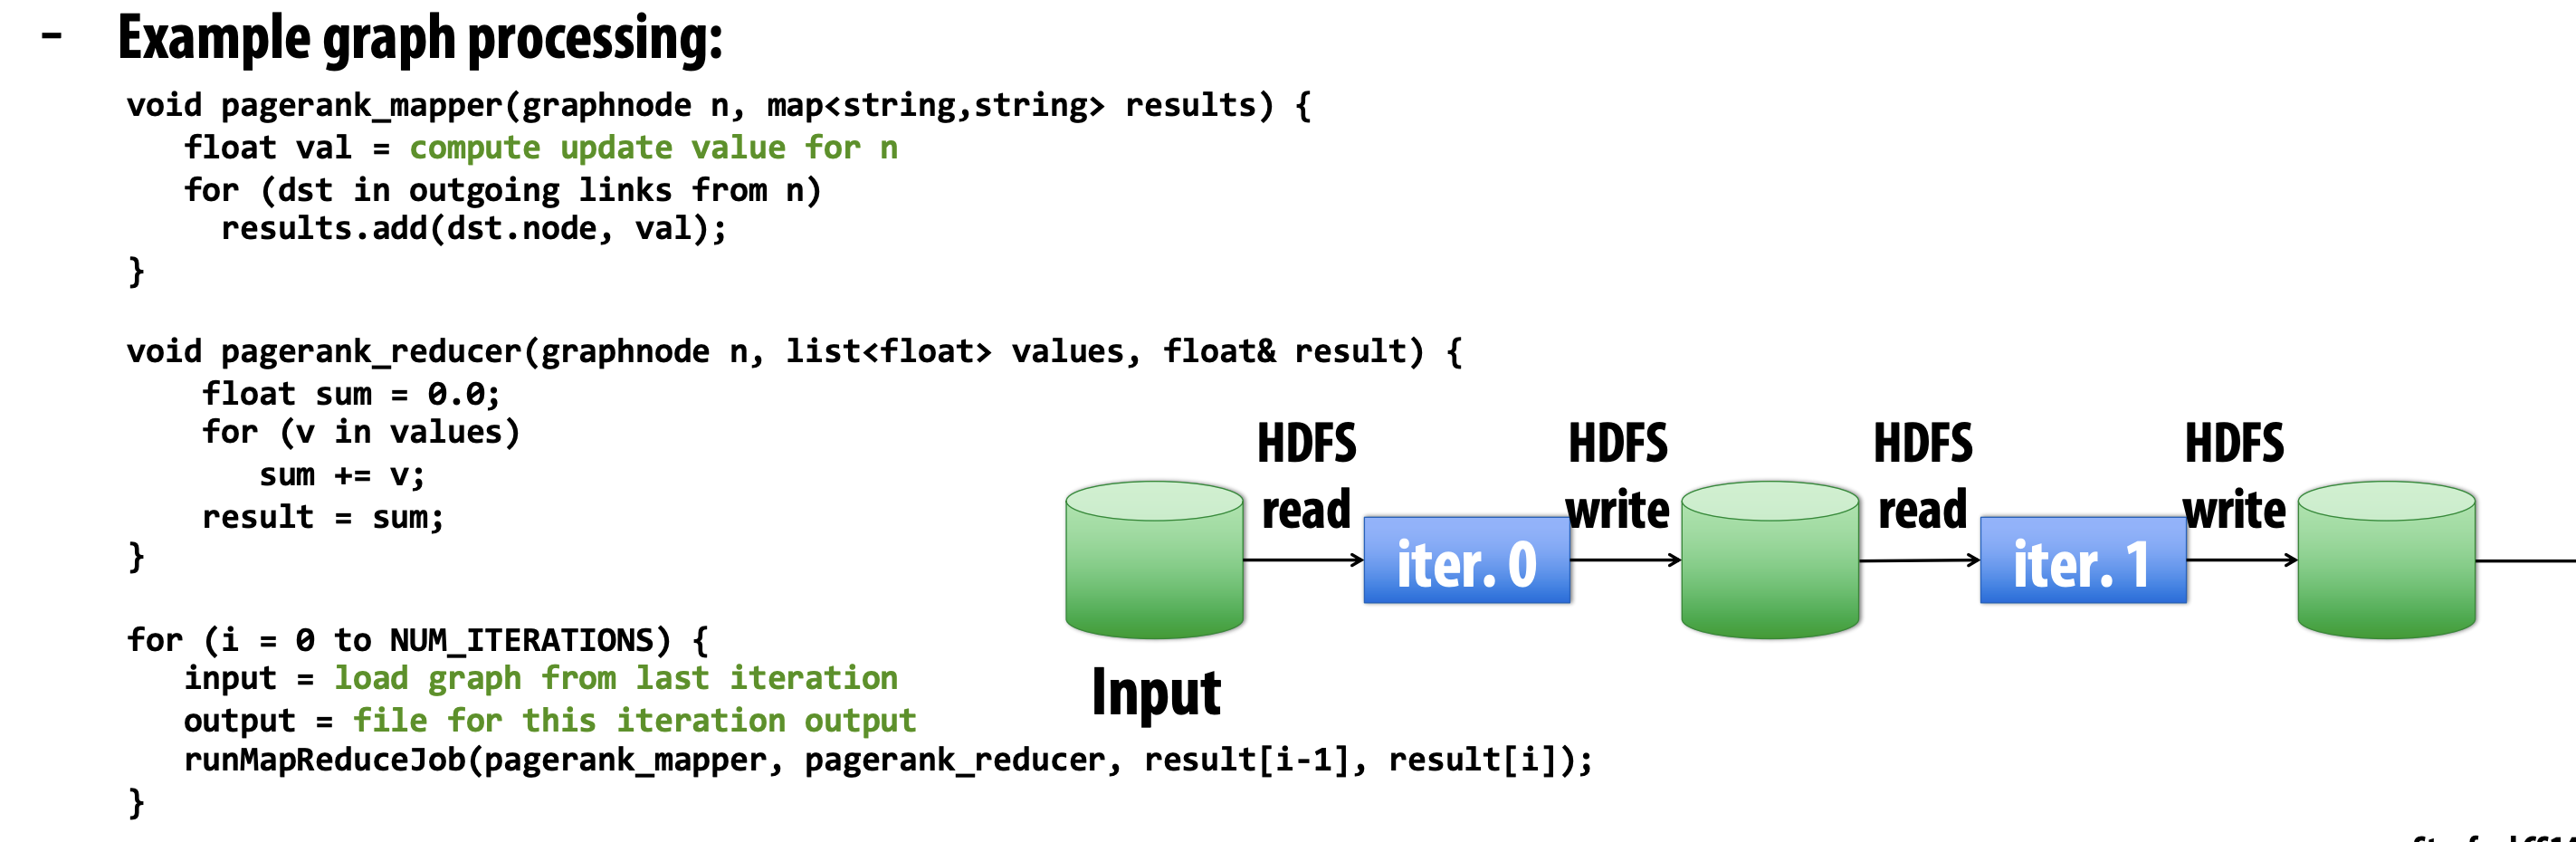 - Example graph processing:
void pagerank_mapper(graphnode n, map<string,string> results) {
float val = compute update value for n
for (dst in outgoing links from n)
results.add(dst.node, val);
}
void pagerank_reducer(graphnode n, list<float> values, float& result) {
float sum = 0.0;
for (v in values)
sum += v;
result = sum;
}
for (i = 0 to NUM_ITERATIONS) {
input = load graph from last iteration
output = file for this iteration output
runMapReduceJob(pagerank_mapper, pagerank_reducer, result[i-1], result[i]);
}
HDFS
read
HDFS
write
HDFS
read
HDFS
write
iter. 0
iter. 1
Input